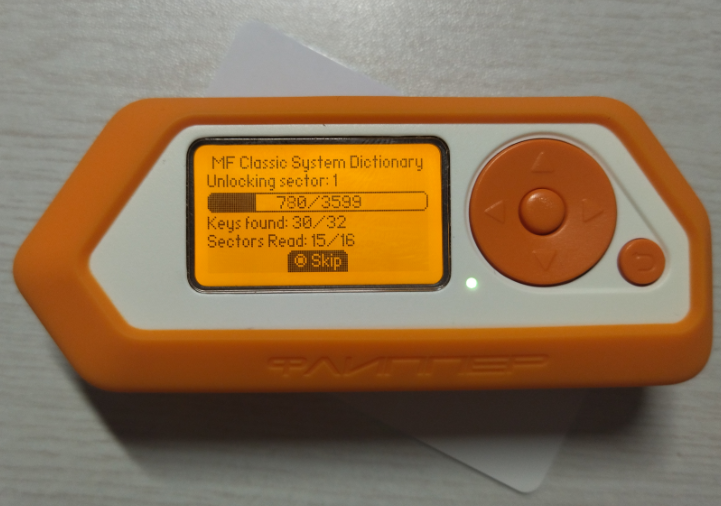 MF Classic System Dictionary
Unlocking sector: 1
780/3599
Keys found: 30/32
Sectors Read: 15/16
Skip
ФЛИППЕР